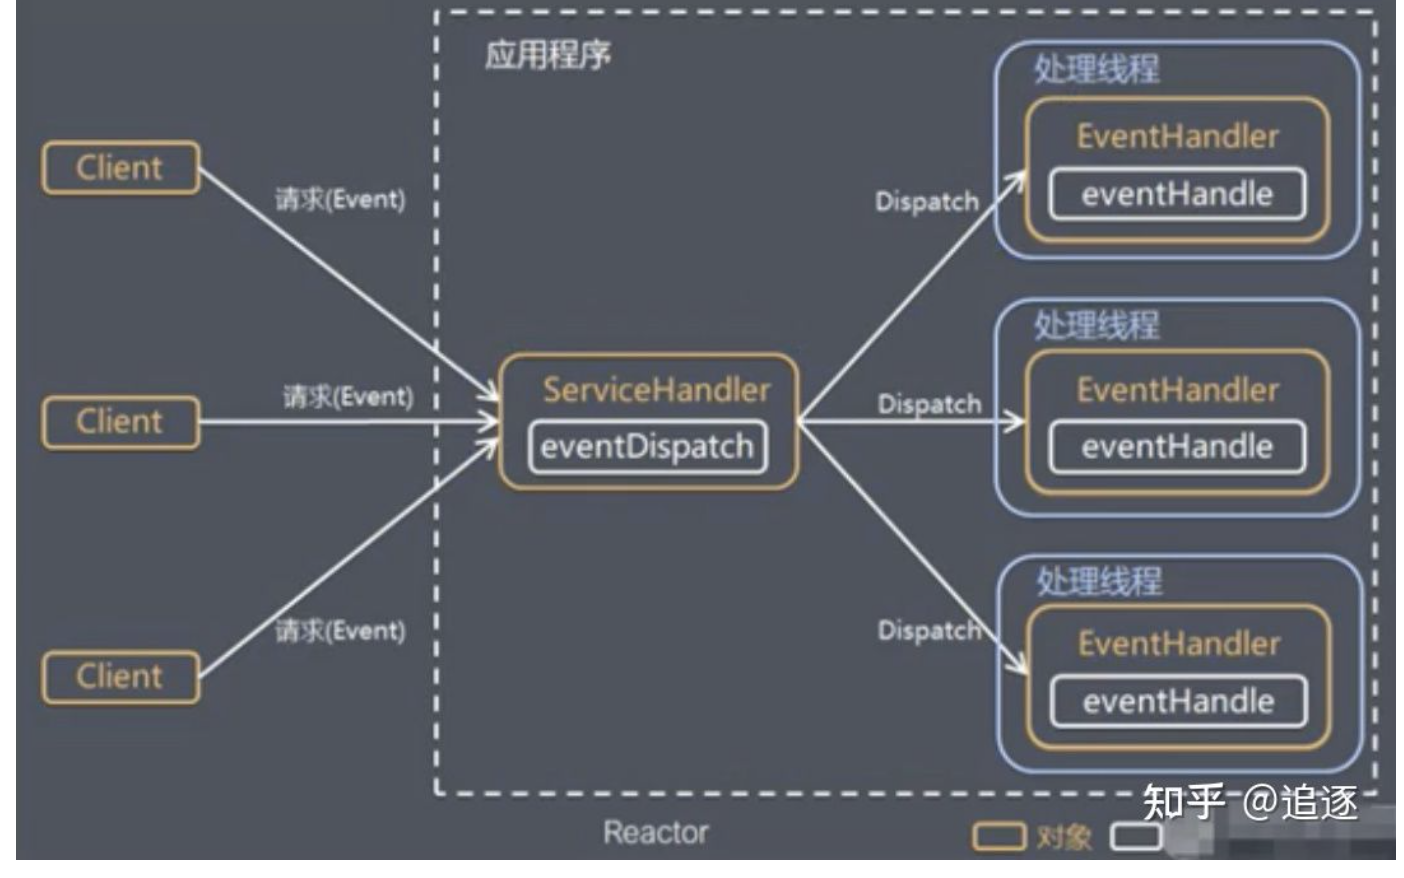 应用程序
处理线程
EventHandler
eventHandle
Client
请求(Event)
Dispatch
处理线程
EventHandler
eventHandle
Client
请求(Event)
ServiceHandler
eventDispatch
Dispatch
处理线程
EventHandler
eventHandle
Client
请求(Event)
Dispatch
知乎 @追逐
Reactor
对象